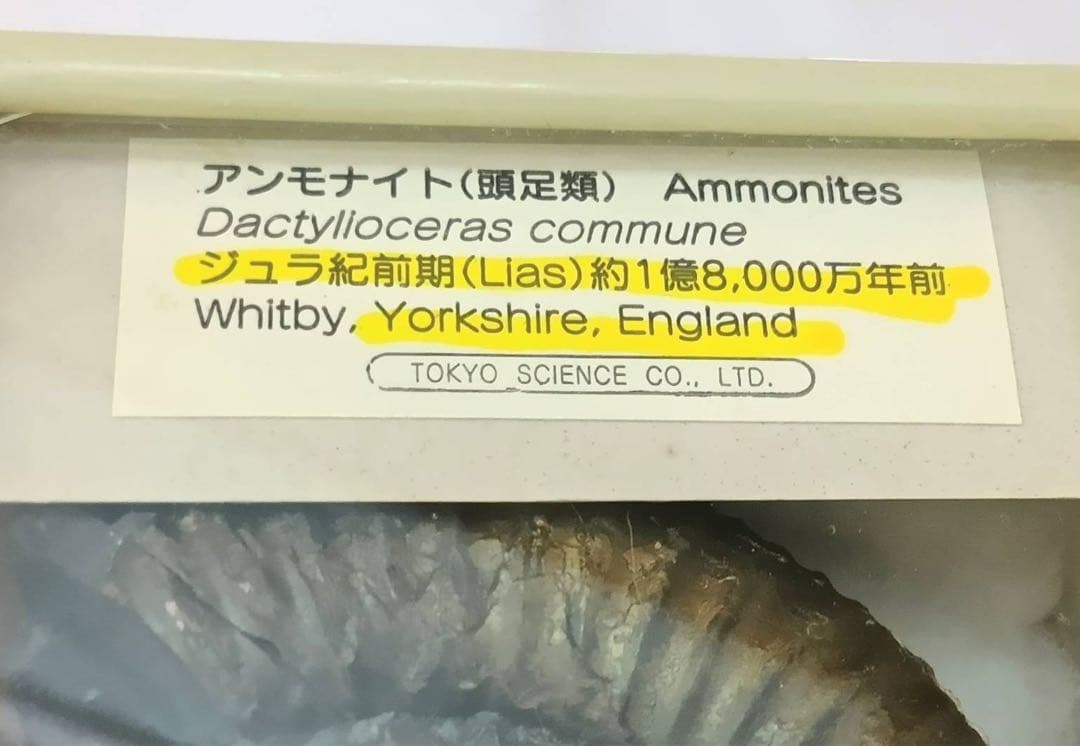 アンモナイト(頭足類) Ammonites
Dactylioceras commune
ジュラ紀前期(Lias)約1億8,000万年前
Whitby, Yorkshire, England
TOKYO SCIENCE CO., LTD.